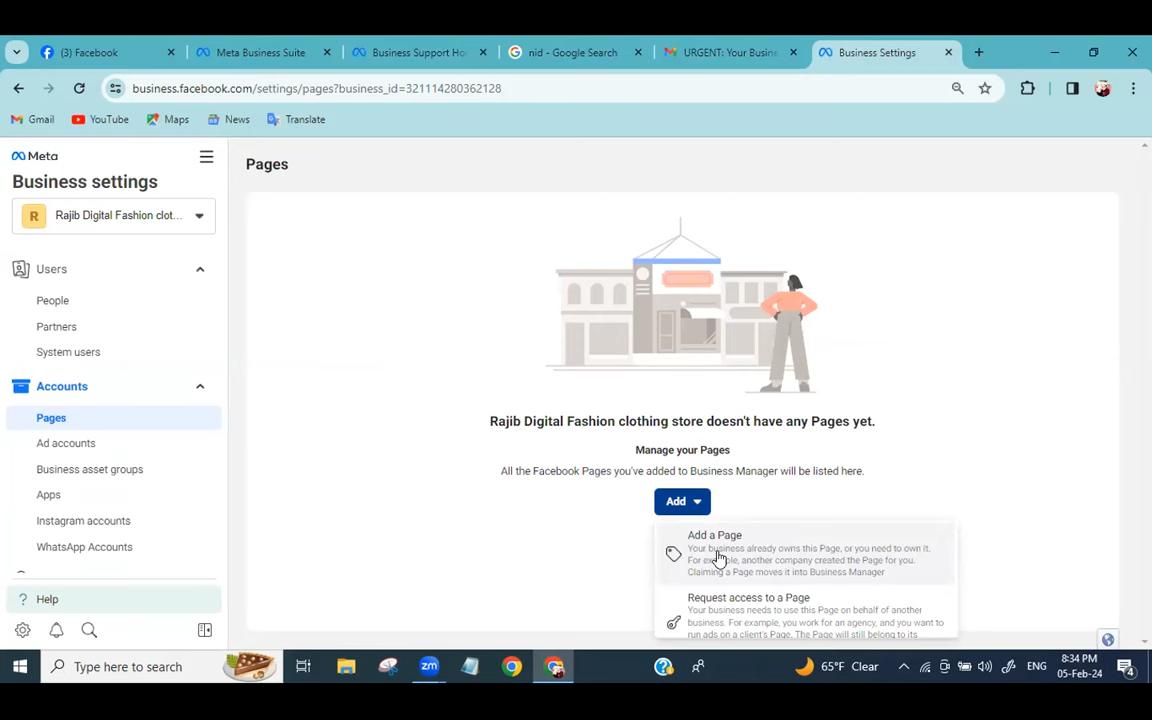 (3) Facebook
Meta Business Suite
Business Support Ho
nid - Google Search
URGENT: Your Busine
Business Settings
business.facebook.com/settings/pages?business_id=321114280362128
Gmail
YouTube
Maps
News
Translate
Meta
Business settings
R
Rajib Digital Fashion clot...
Users
People
Partners
System users
Accounts
Pages
Ad accounts
Business asset groups
Apps
Instagram accounts
WhatsApp Accounts
? Help
Pages
Rajib Digital Fashion clothing store doesn't have any Pages yet.
Manage your Pages
All the Facebook Pages you've added to Business Manager will be listed here.
Add
Add a Page
Your business already owns this Page, or you need to own it.
For example, another company created the Page for you.
Claiming a Page moves it into Business Manager
Request access to a Page
Your business needs to use this Page on behalf of another
business. For example, you work for an agency, and you want to
run ads on a client's Page. The Page will still belong to its
Type here to search
zm
65°F Clear
ENG
8:34 PM
05-Feb-24
4